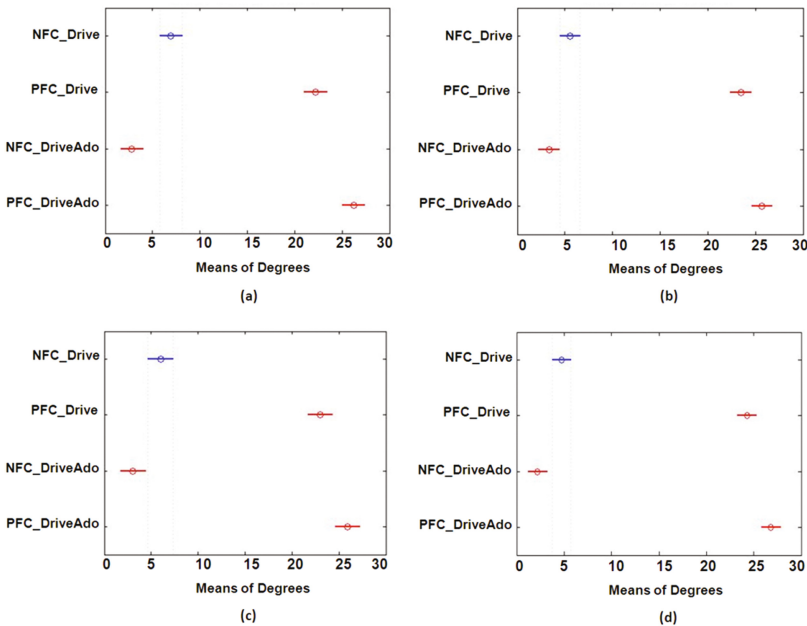 NFC_Drive
PFC_Drive
NFC_DriveAdo
PFC_DriveAdo
0 5 10 15 20 25 30
Means of Degrees
(a)
NFC_Drive
PFC_Drive
NFC_DriveAdo
PFC_DriveAdo
0 5 10 15 20 25 30
Means of Degrees
(b)
NFC_Drive
PFC_Drive
NFC_DriveAdo
PFC_DriveAdo
0 5 10 15 20 25 30
Means of Degrees
(c)
NFC_Drive
PFC_Drive
NFC_DriveAdo
PFC_DriveAdo
0 5 10 15 20 25 30
Means of Degrees
(d)